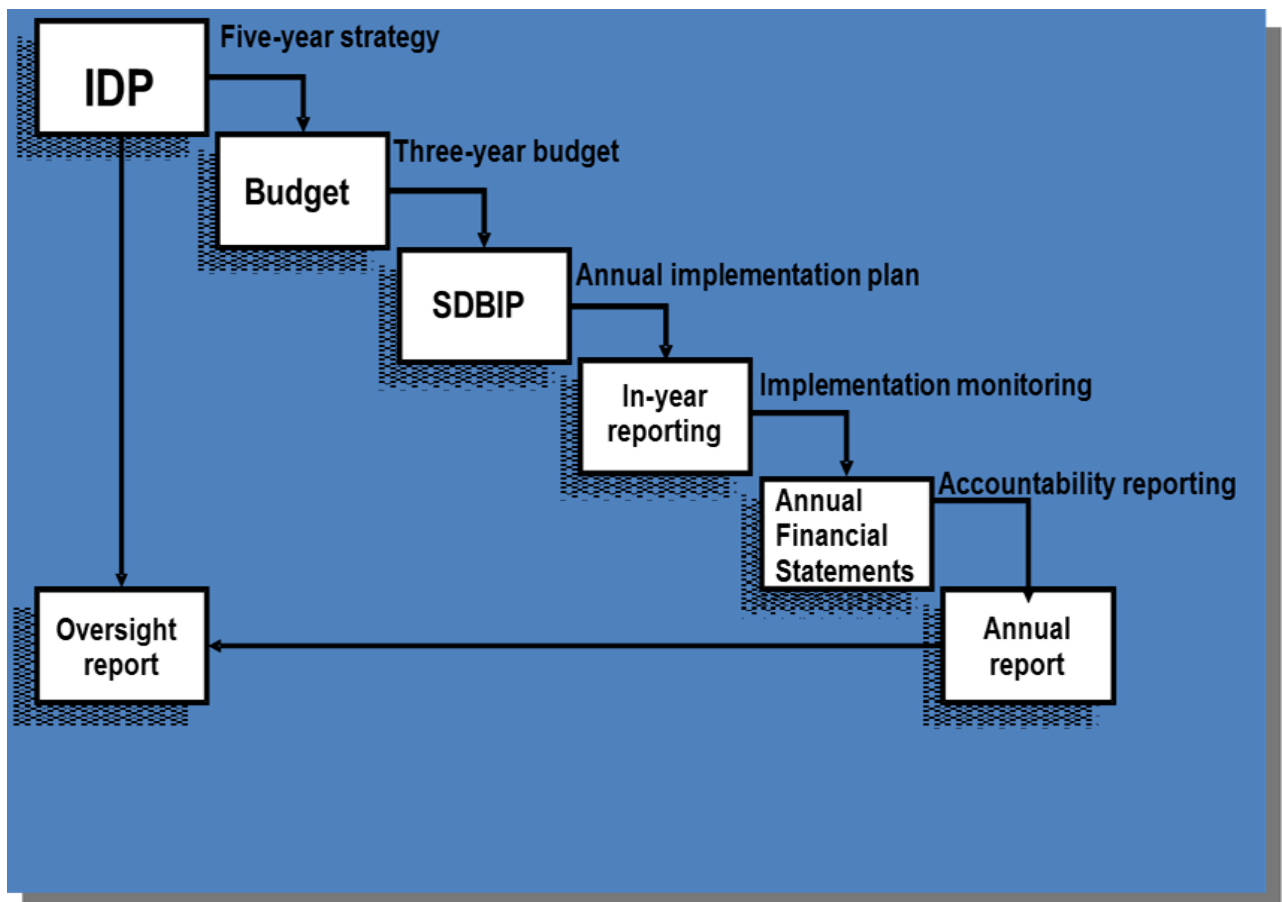 Five-year strategy
IDP
Three-year budget
Budget
Annual implementation plan
SDBIP
Implementation monitoring
In-year
reporting
Accountability reporting
Annual
Financial
Statements
Oversight
report
Annual
report